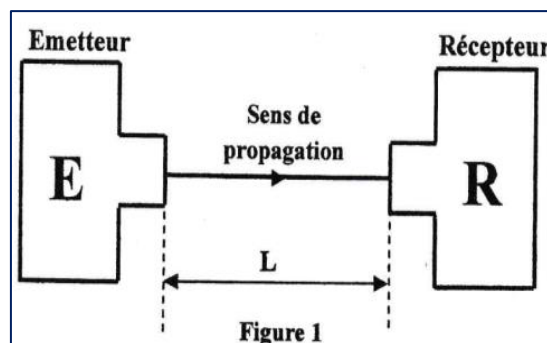 Emetteur
Récepteur
Sens de
propagation
E
R
L
Figure 1